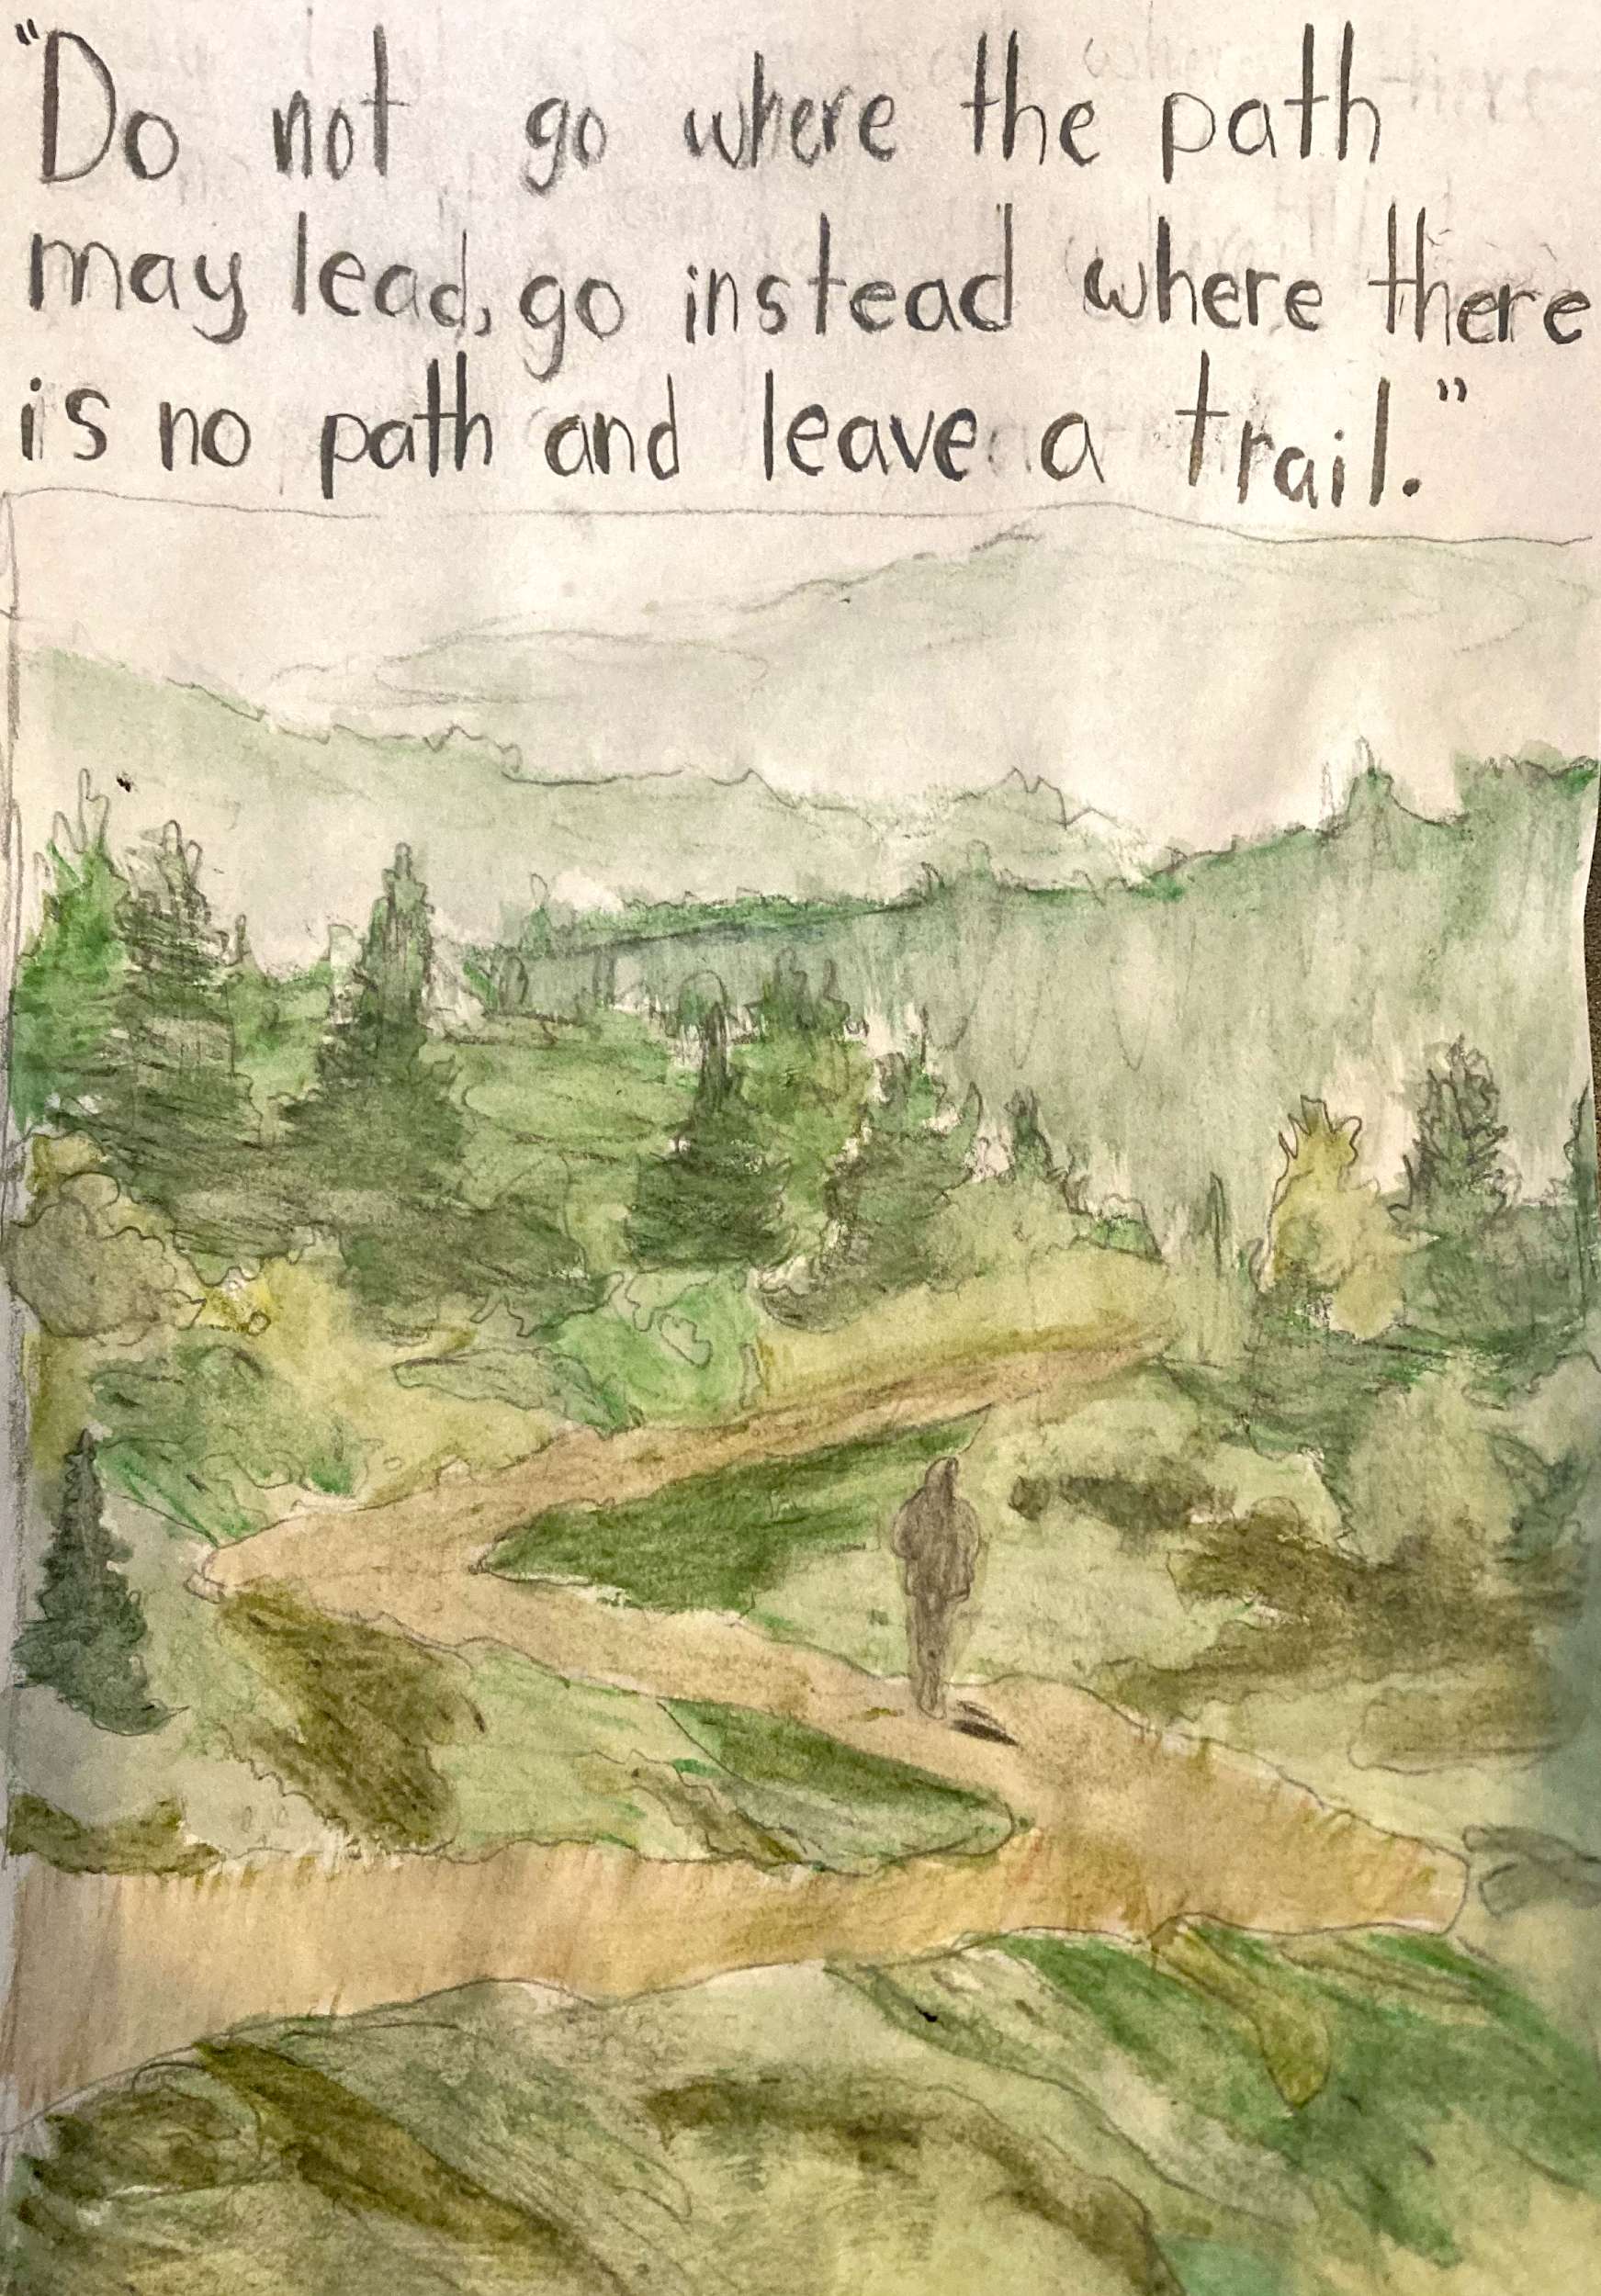 "Do not go where the path
may lead, go instead where there
is no path and leave a trail."